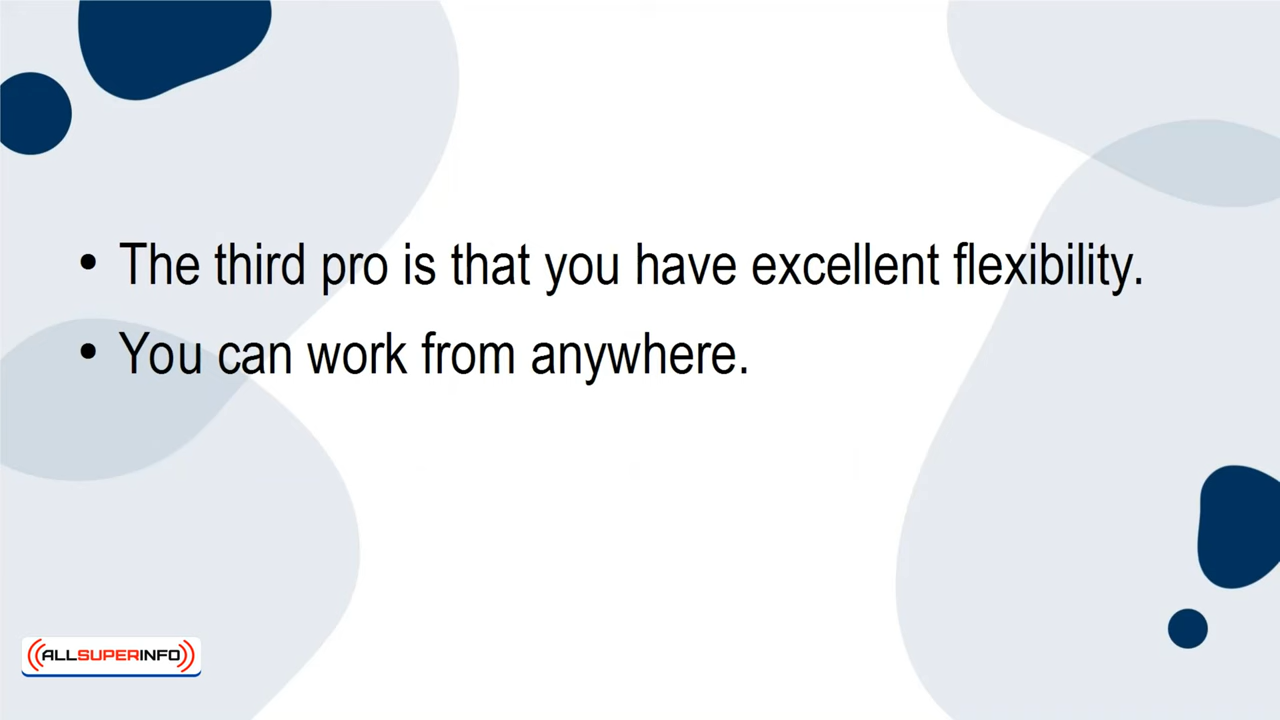 • The third pro is that you have excellent flexibility.
• You can work from anywhere.
ALLSUPERINFO